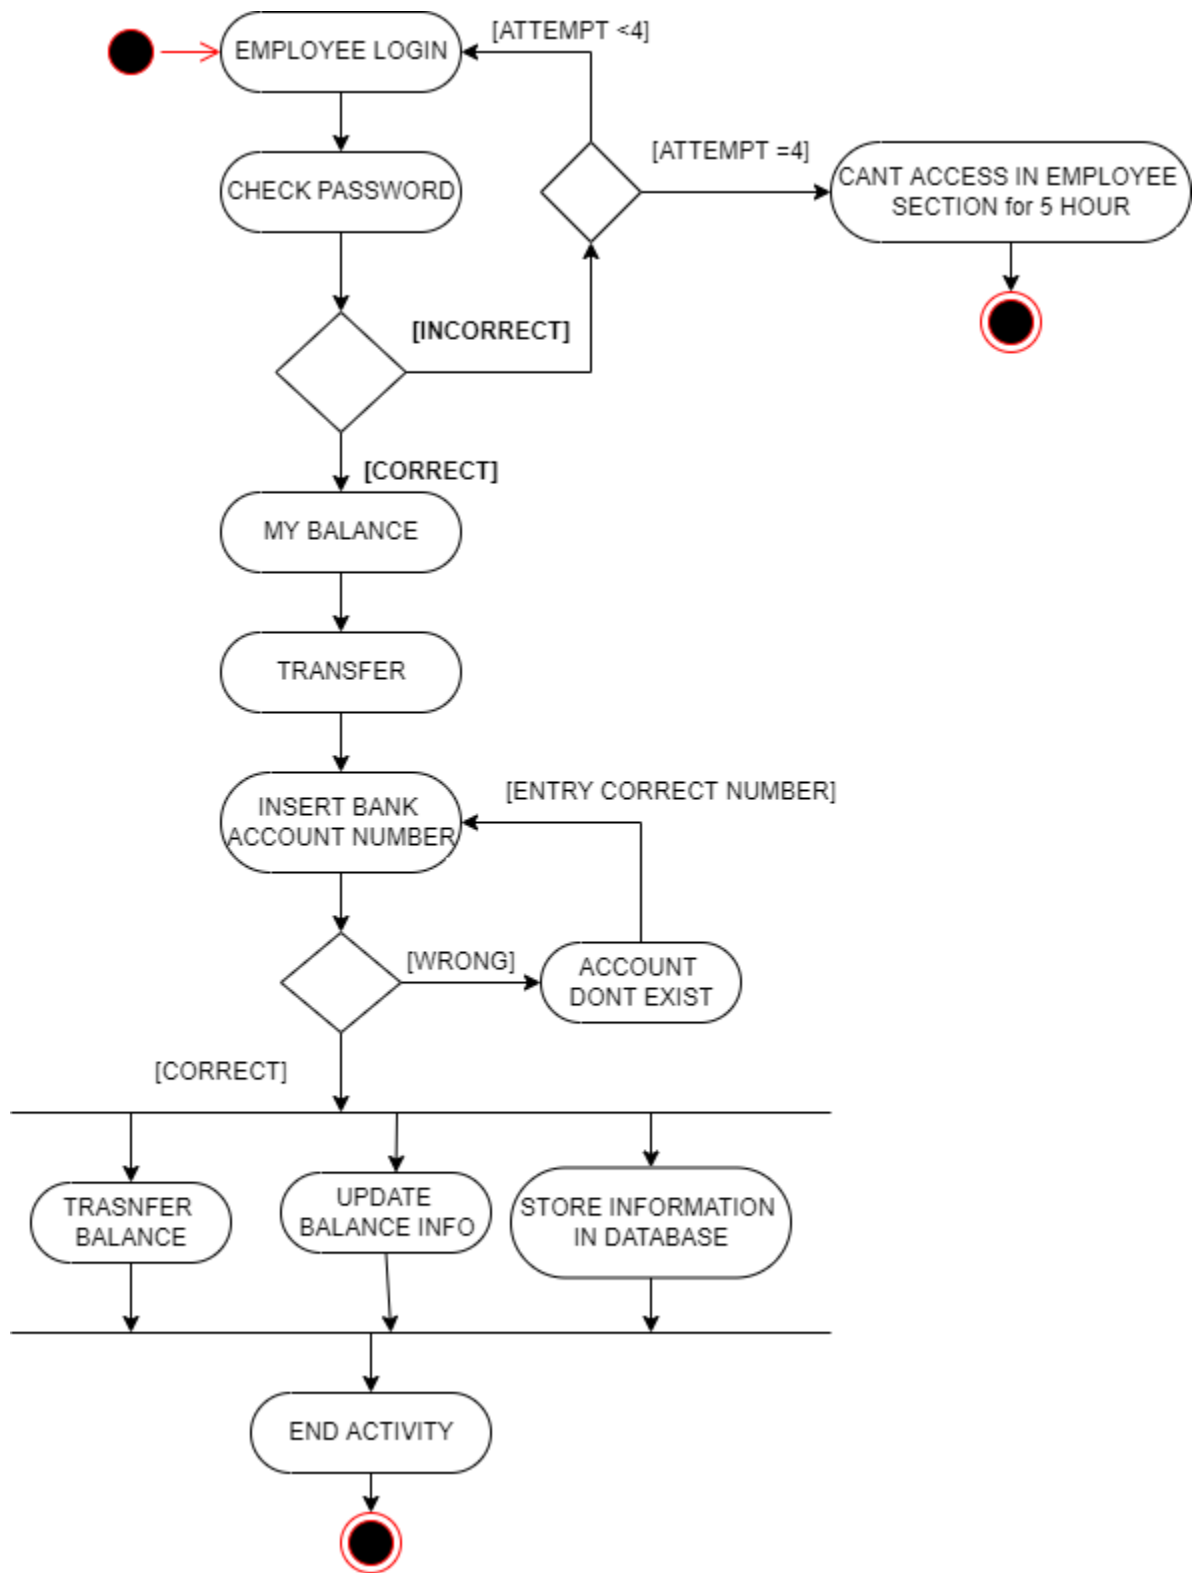 [ATTEMPT <4]
EMPLOYEE LOGIN
[ATTEMPT =4]
CHECK PASSWORD
CANT ACCESS IN EMPLOYEE
SECTION for 5 HOUR
[INCORRECT]
[CORRECT]
MY BALANCE
TRANSFER
[ENTRY CORRECT NUMBER]
INSERT BANK
ACCOUNT NUMBER
[WRONG]
ACCOUNT
DONT EXIST
[CORRECT]
TRASNFER
BALANCE
UPDATE
BALANCE INFO
STORE INFORMATION
IN DATABASE
END ACTIVITY